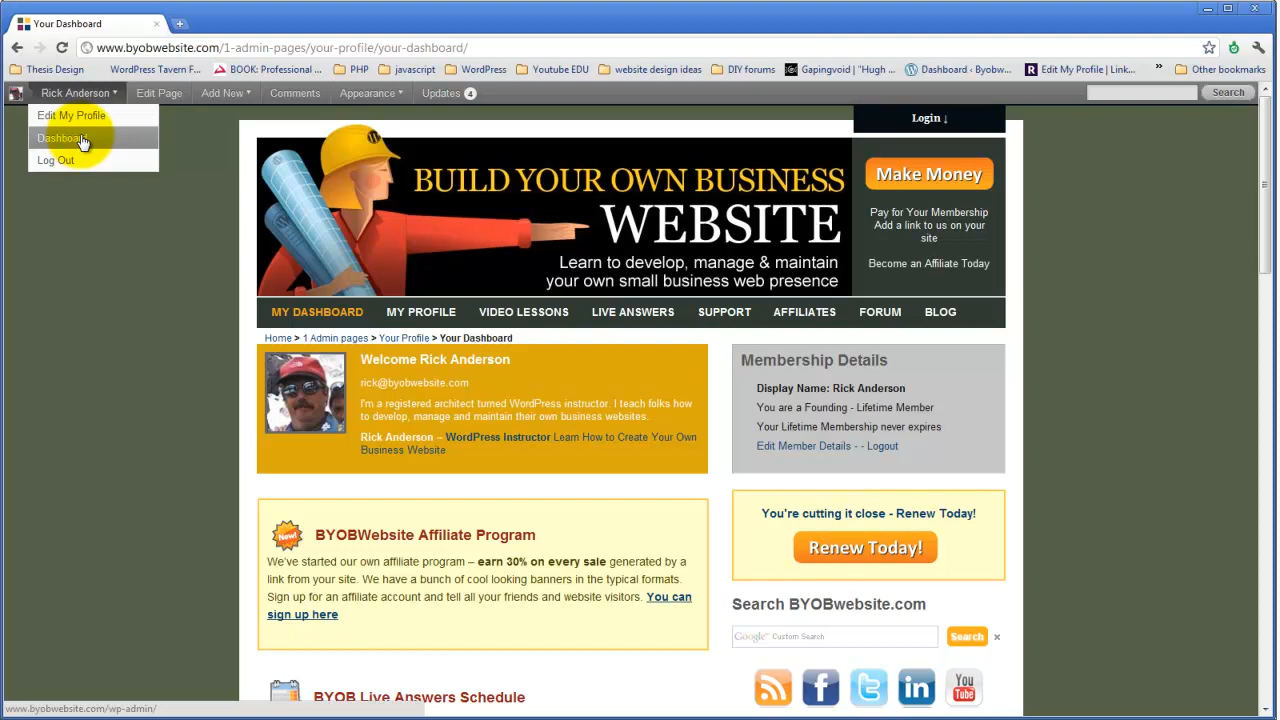 Your Dashboard
www.byobwebsite.com/1-admin-pages/your-profile/your-dashboard/
Thesis Design
WordPress Tavern F...
BOOK: Professional ...
PHP
javascript
WordPress
Youtube EDU
website design ideas
DIY forums
Gapingvoid | "Hugh ...
Dashboard ‹ Byobw...
Edit My Profile | Link...
»
Other bookmarks
Rick Anderson
Edit Page
Add New
Comments
Appearance
Updates 4
Search
Edit My Profile
Dashboard
Log Out
Login ↓
BUILD YOUR OWN BUSINESS
WEBSITE
Learn to develop, manage & maintain
your own small business web presence
Make Money
Pay for Your Membership
Add a link to us on your
site
Become an Affiliate Today
MY DASHBOARD
MY PROFILE
VIDEO LESSONS
LIVE ANSWERS
SUPPORT
AFFILIATES
FORUM
BLOG
Home > 1 Admin pages > Your Profile > Your Dashboard
Welcome Rick Anderson
rick@byobwebsite.com
I'm a registered architect turned WordPress instructor. I teach folks how
to develop, manage and maintain their own business websites.
Rick Anderson – WordPress Instructor Learn How to Create Your Own
Business Website
Membership Details
Display Name: Rick Anderson
You are a Founding - Lifetime Member
Your Lifetime Membership never expires
Edit Member Details - - Logout
New!
BYOBWebsite Affiliate Program
We've started our own affiliate program – earn 30% on every sale generated by a
link from your site. We have a bunch of cool looking banners in the typical formats.
Sign up for an affiliate account and tell all your friends and website visitors. You can
sign up here
You're cutting it close - Renew Today!
Renew Today!
Search BYOBwebsite.com
Google™ Custom Search
Search
×
BYOB Live Answers Schedule
You
Tube
www.byobwebsite.com/wp-admin/